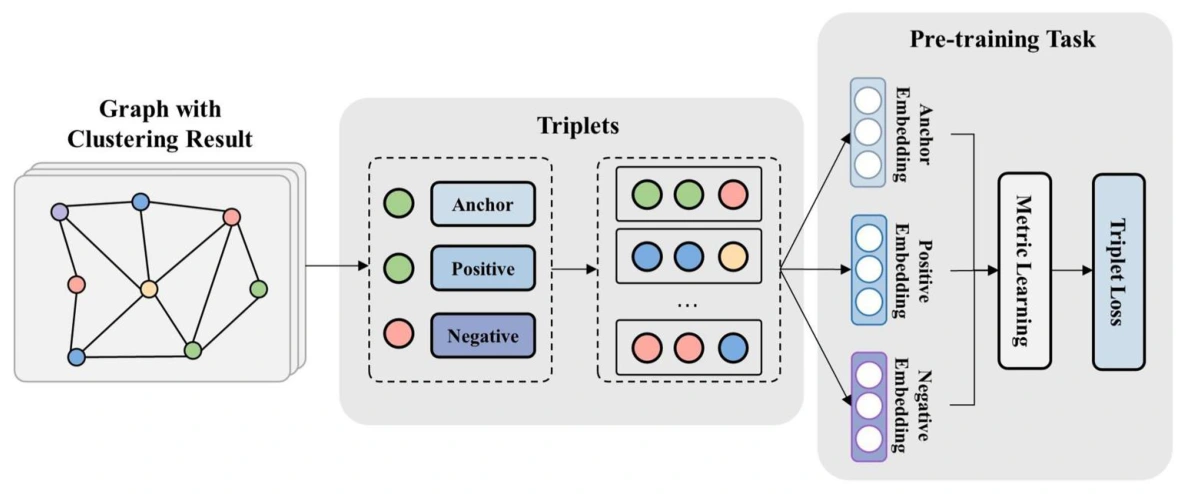 Graph with
Clustering Result
Triplets
Anchor
Positive
Negative
...
Pre-training Task
Anchor
Embedding
Positive
Embedding
Negative
Embedding
Metric Learning
Triplet Loss